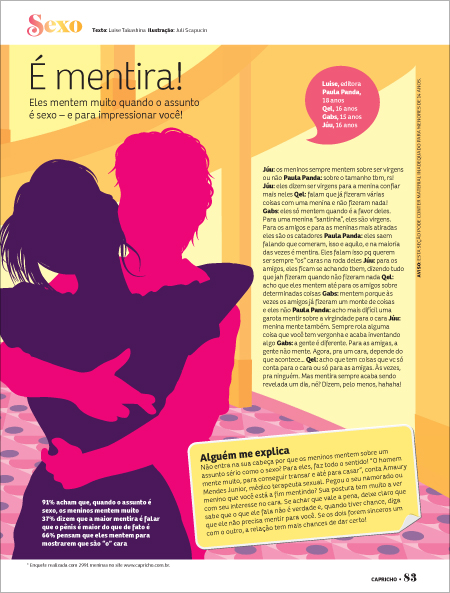 Sexo
Texto: Luise Takashina Ilustração: Juli Scapucin
É mentira!
Eles mentem muito quando o assunto
é sexo – e para impressionar você!
Luise, editora
Paula Panda,
18 anos
Qel, 16 anos
Gabs, 15 anos
Júu, 16 anos
AVISO: ESTA SEÇÃO PODE CONTER MATERIAL INADEQUADO PARA MENORES DE 14 ANOS.
Júu: os meninos sempre mentem sobre ser virgens
ou não Paula Panda: sobre o tamanho tbm, rs!
Júu: eles dizem ser virgens para a menina confiar
mais neles Qel: falam que já fizeram várias
coisas com uma menina e não fizeram nada!
Gabs: eles só mentem quando é a favor deles.
Para uma menina "santinha", eles são virgens.
Para os amigos e para as meninas mais atiradas
eles são os catadores Paula Panda: eles saem
falando que comeram, isso e aquilo, e na maioria
das vezes é mentira. Eles falam isso pq querem
ser sempre "os" caras na roda deles Júu: para os
amigos, eles ficam se achando tbem, dizendo tudo
que jah fizeram quando não fizeram nada Qel:
acho que eles mentem até para os amigos sobre
determinadas coisas Gabs: mentem porque às
vezes os amigos já fizeram um monte de coisas
e eles não Paula Panda: acho mais difícil uma
garota mentir sobre a virgindade para o cara Júu:
menina mente também. Sempre rola alguma
coisa que você tem vergonha e acaba inventando
algo Gabs: a gente é diferente. Para as amigas, a
gente não mente. Agora, pra um cara, depende do
que acontece... Qel: acho que tem coisas que vc só
conta para o cara ou só para as amigas. Às vezes,
pra ninguém. Mas mentira sempre acaba sendo
revelada um dia, né? Dizem, pelo menos, hahaha!
91% acham que, quando o assunto é
sexo, os meninos mentem muito
37% dizem que a maior mentira é falar
que o pênis é maior do que de fato é
66% pensam que eles mentem para
mostrarem que são "o" cara
Alguém me explica
Não entra na sua cabeça por que os meninos mentem sobre um
assunto sério como o sexo? Para eles, faz todo o sentido! "O homem
mente muito, para conseguir transar e até para casar", conta Amaury
Mendes Junior, médico terapeuta sexual. Pegou o seu namorado ou
menino que você está a fim mentindo? Sua postura tem muito a ver
com seu interesse no cara. Se achar que vale a pena, deixe claro que
sabe que o que ele fala não é verdade e, quando tiver chance, diga
que ele não precisa mentir para você. Se os dois forem sinceros um
com o outro, a relação tem mais chances de dar certo!
* Enquete realizada com 2991 meninas no site www.capricho.com.br.
CAPRICHO • 83